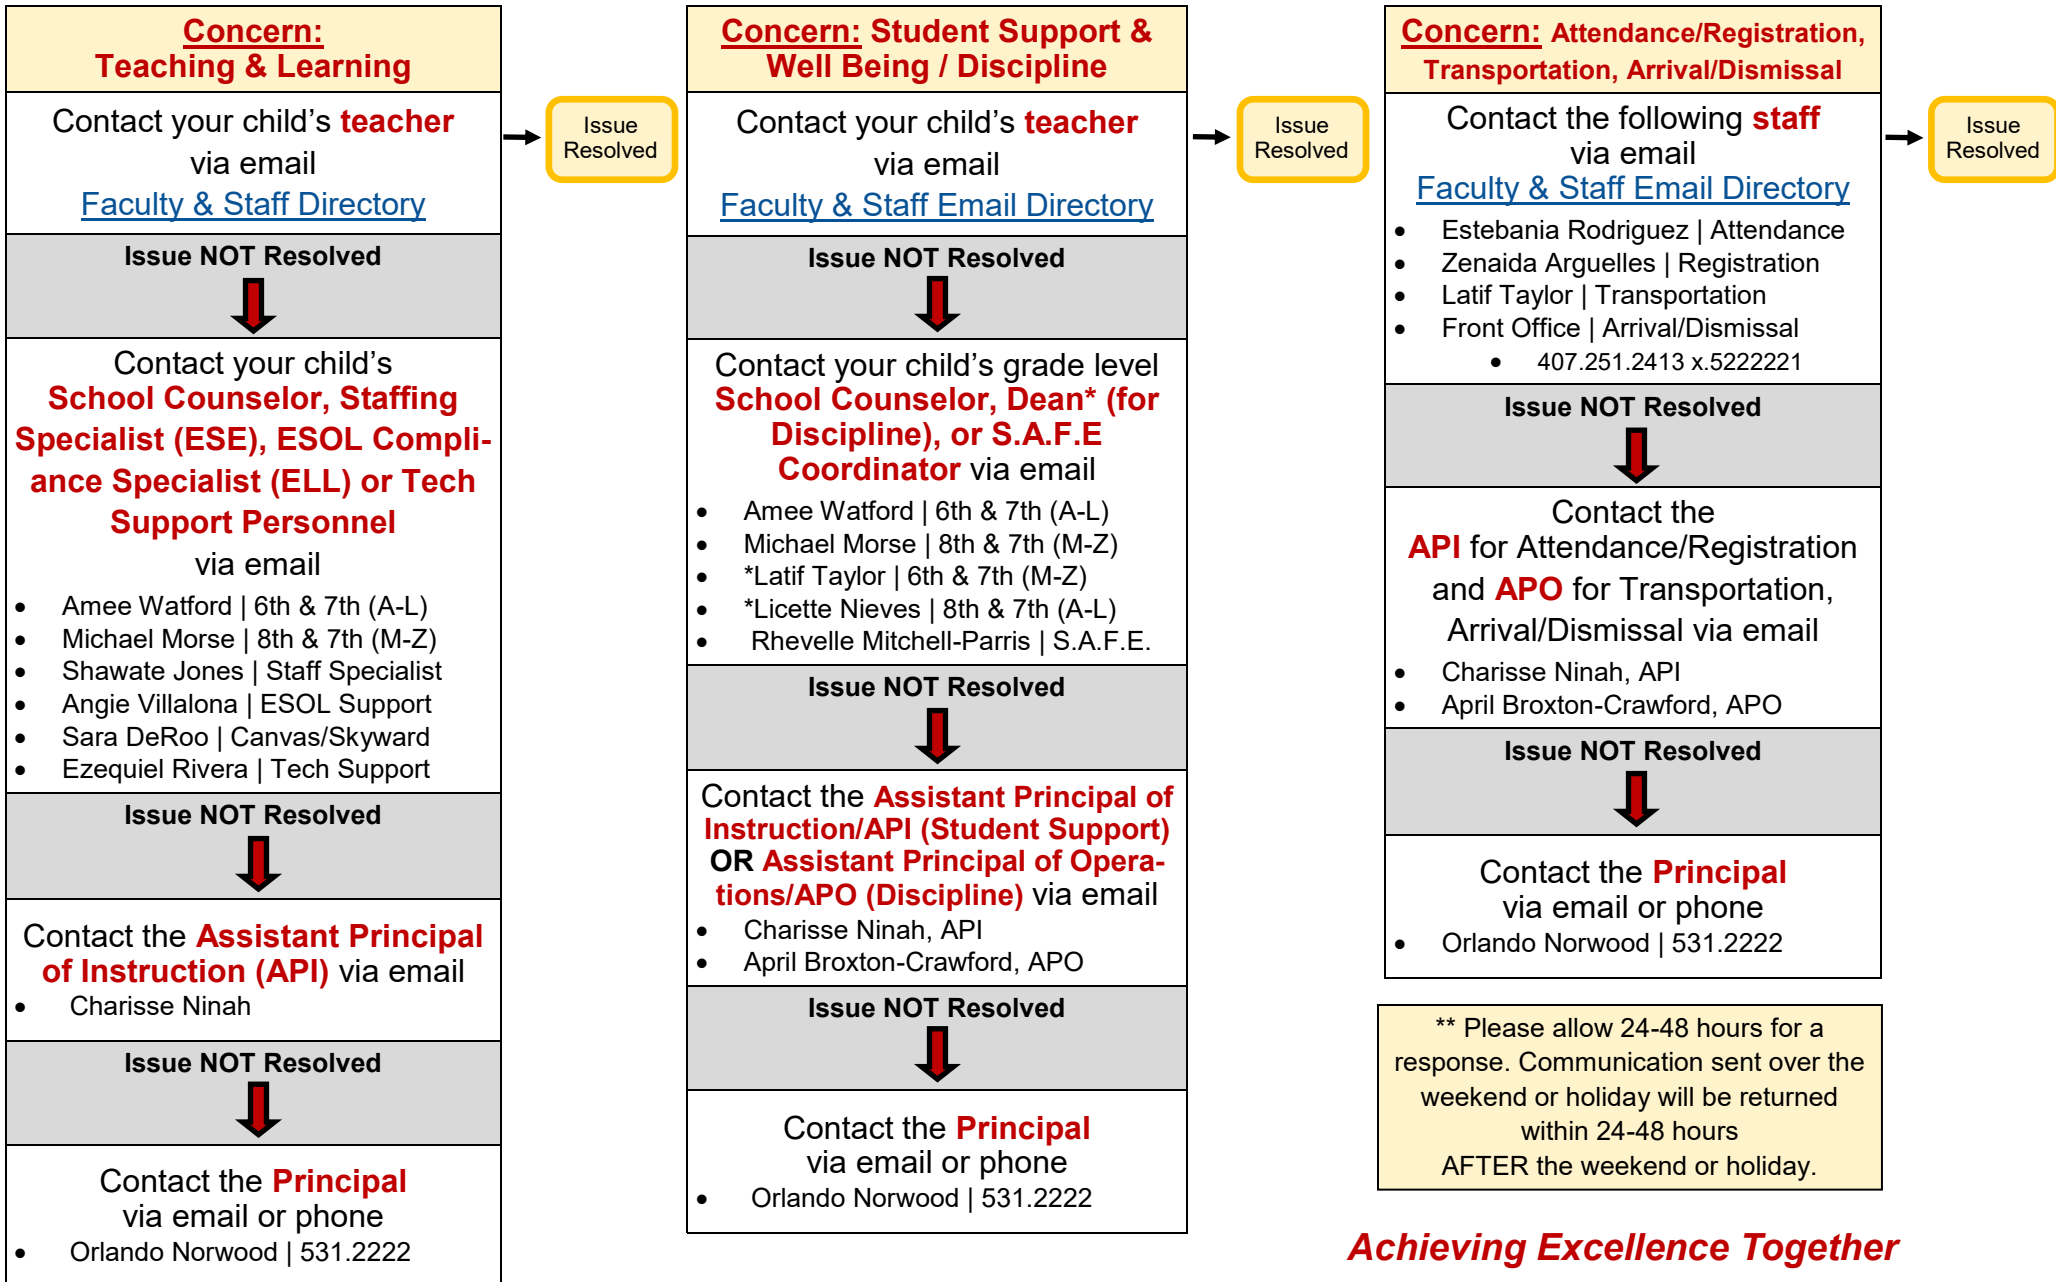 Concern:
Teaching & Learning
Contact your child's teacher
via email
Faculty & Staff Directory
Issue NOT Resolved
Contact your child's
School Counselor, Staffing
Specialist (ESE), ESOL Compli-
ance Specialist (ELL) or Tech
Support Personnel
via email
• Amee Watford | 6th & 7th (A-L)
• Michael Morse | 8th & 7th (M-Z)
• Shawate Jones | Staff Specialist
• Angie Villalona | ESOL Support
• Sara DeRoo | Canvas/Skyward
• Ezequiel Rivera | Tech Support
Issue NOT Resolved
Contact the Assistant Principal
of Instruction (API) via email
• Charisse Ninah
Issue NOT Resolved
Contact the Principal
via email or phone
• Orlando Norwood | 531.2222
Issue
Resolved
Concern: Student Support &
Well Being / Discipline
Contact your child's teacher
via email
Faculty & Staff Email Directory
Issue NOT Resolved
Contact your child's grade level
School Counselor, Dean* (for
Discipline), or S.A.F.E
Coordinator via email
• Amee Watford | 6th & 7th (A-L)
• Michael Morse | 8th & 7th (M-Z)
• *Latif Taylor | 6th & 7th (M-Z)
• *Licette Nieves | 8th & 7th (A-L)
• Rhevelle Mitchell-Parris | S.A.F.E.
Issue NOT Resolved
Contact the Assistant Principal of
Instruction/API (Student Support)
OR Assistant Principal of Opera-
tions/APO (Discipline) via email
• Charisse Ninah, API
• April Broxton-Crawford, APO
Issue NOT Resolved
Contact the Principal
via email or phone
• Orlando Norwood | 531.2222
Issue
Resolved
Concern: Attendance/Registration,
Transportation, Arrival/Dismissal
Contact the following staff
via email
Faculty & Staff Email Directory
• Estebania Rodriguez | Attendance
• Zenaida Arguelles | Registration
• Latif Taylor | Transportation
• Front Office | Arrival/Dismissal
• 407.251.2413 x.5222221
Issue NOT Resolved
Contact the
API for Attendance/Registration
and APO for Transportation,
Arrival/Dismissal via email
• Charisse Ninah, API
• April Broxton-Crawford, APO
Issue NOT Resolved
Contact the Principal
via email or phone
• Orlando Norwood | 531.2222
Issue
Resolved
** Please allow 24-48 hours for a
response. Communication sent over the
weekend or holiday will be returned
within 24-48 hours
AFTER the weekend or holiday.
Achieving Excellence Together